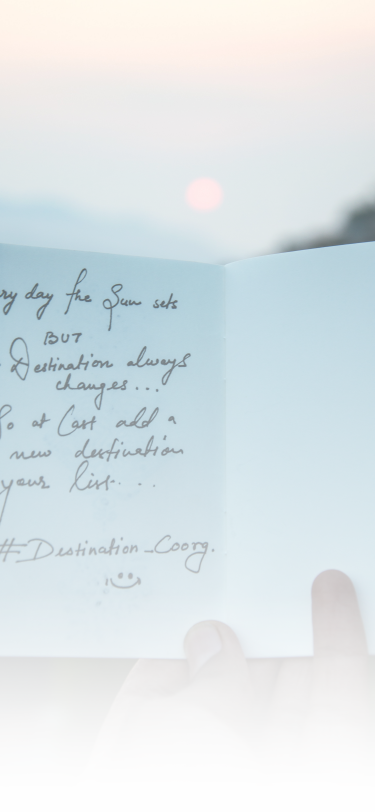 ry day the Sun sets
BUT
Destination always
changes...
So at Last add a
new destination
your list...
#Destination_Coorg.